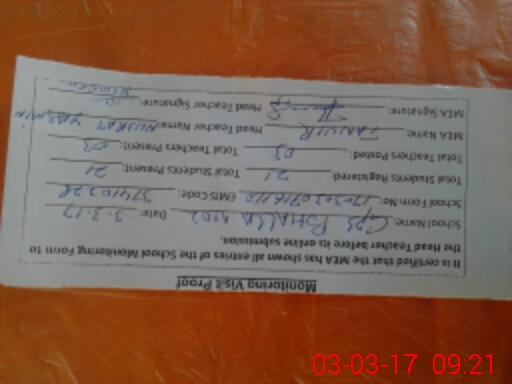 Monitoring Visit Proof
It is certified that the MEA has shown all entries of the School Monitoring Form to
the Head Teacher before its online submission.
School Name: GPS BHALLA Date: 3-3-17
School Form No: EMIS Code:
Total Students Registered: 21 Total Students Present: 21
Total Teachers Posted: 03 Total Teachers Present: 03
MEA Name: TANVIR Head Teacher Name: NUSRAT YASMIN
MEA Signature: Head Teacher Signature:
03-03-17 09:21